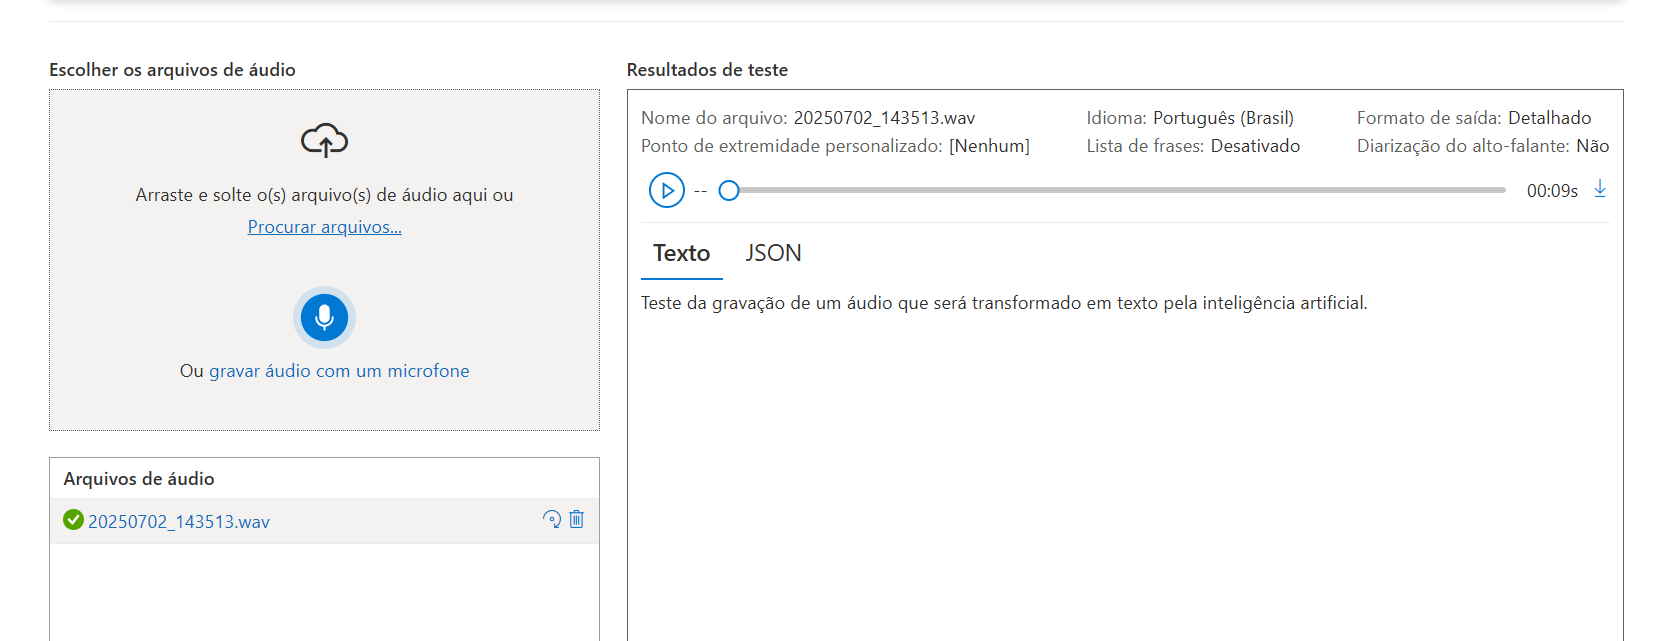 Escolher os arquivos de áudio
Arraste e solte o(s) arquivo(s) de áudio aqui ou
Procurar arquivos...
Ou gravar áudio com um microfone
Arquivos de áudio
20250702_143513.wav
Resultados de teste
Nome do arquivo: 20250702_143513.wav Idioma: Português (Brasil) Formato de saída: Detalhado
Ponto de extremidade personalizado: [Nenhum] Lista de frases: Desativado Diarização do alto-falante: Não
-- 00:09s
Texto JSON
Teste da gravação de um áudio que será transformado em texto pela inteligência artificial.